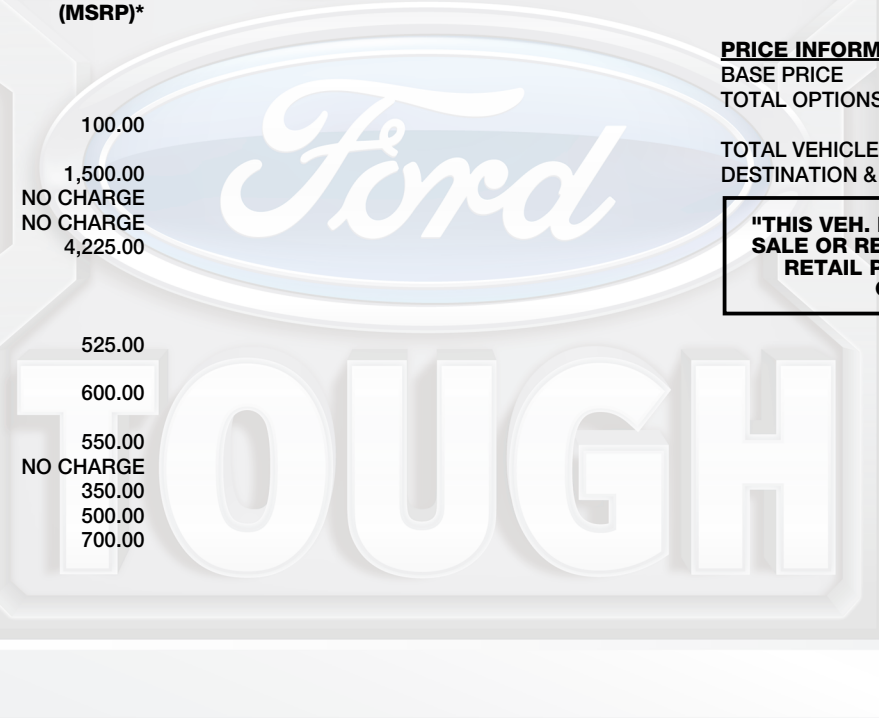 (MSRP)*
100.00
1,500.00
NO CHARGE
NO CHARGE
4,225.00
525.00
600.00
550.00
NO CHARGE
350.00
500.00
700.00
PRICE INFORM
BASE PRICE
TOTAL OPTIONS
TOTAL VEHICLE
DESTINATION &
"THIS VEH.
SALE OR RE
RETAIL P
Ford
TOUGH